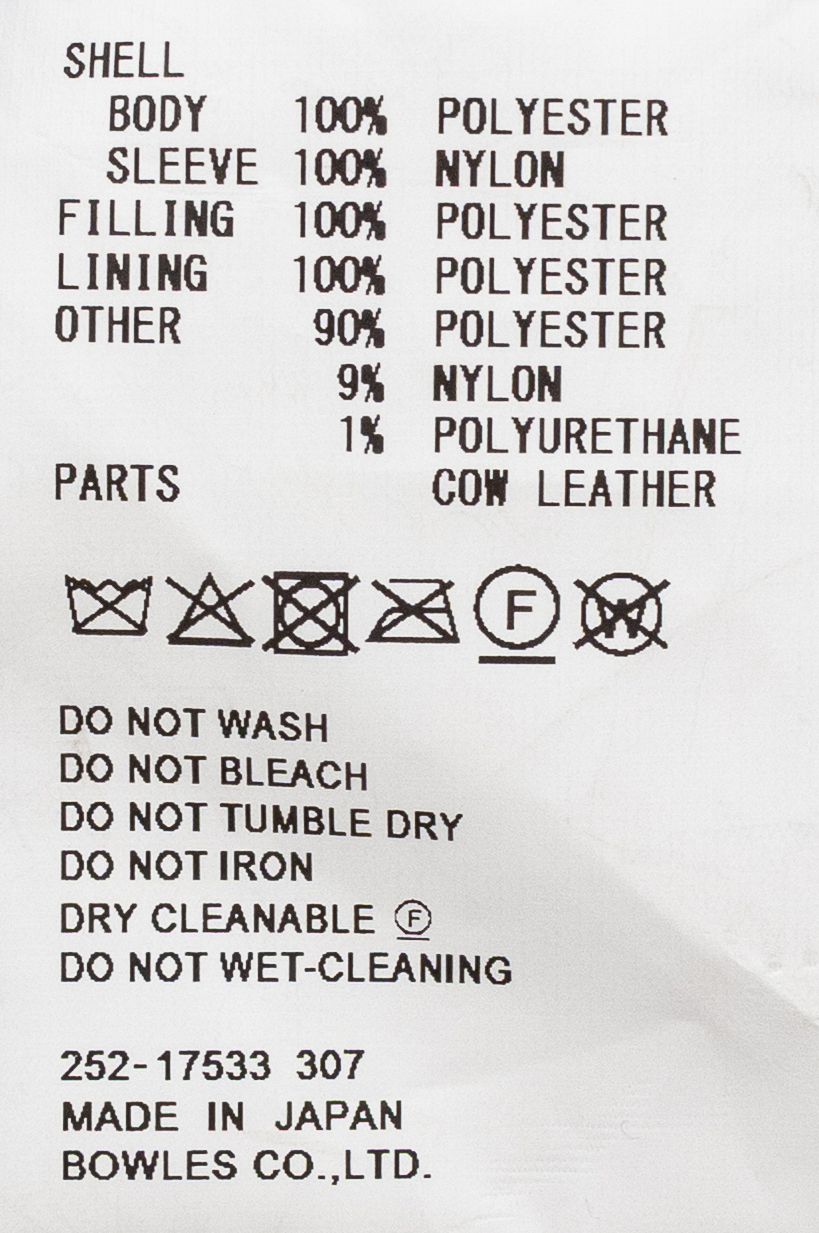 SHELL
BODY 100% POLYESTER
SLEEVE 100% NYLON
FILLING 100% POLYESTER
LINING 100% POLYESTER
OTHER 90% POLYESTER
9% NYLON
1% POLYURETHANE
PARTS COW LEATHER
F W
DO NOT WASH
DO NOT BLEACH
DO NOT TUMBLE DRY
DO NOT IRON
DRY CLEANABLE Ⓕ
DO NOT WET-CLEANING
252-17533 307
MADE IN JAPAN
BOWLES CO.,LTD.